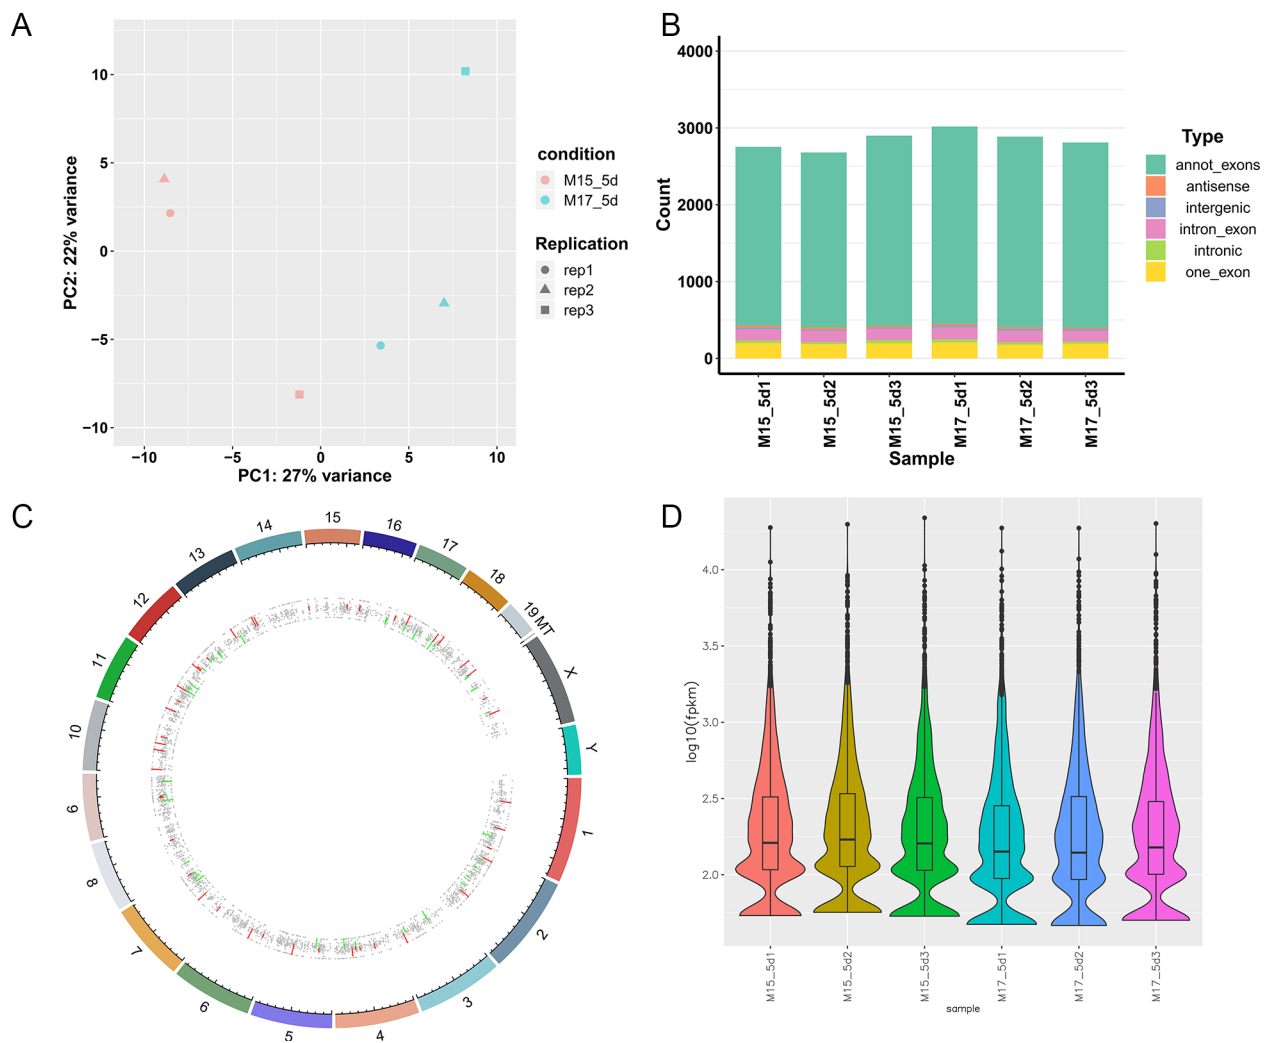 A
10
5
0
−5
−10
−10
−5
0
5
10
PC2: 22% variance
PC1: 27% variance
condition
M15_5d
M17_5d
Replication
rep1
rep2
rep3
B
4000
3000
2000
1000
0
Count
M15_5d1
M15_5d2
M15_5d3
M17_5d1
M17_5d2
M17_5d3
Sample
Type
annot_exons
antisense
intergenic
intron_exon
intronic
one_exon
C
1
2
3
4
5
6
7
8
9
10
11
12
13
14
15
16
17
18
19
MT
X
Y
D
4.0
3.5
3.0
2.5
2.0
log10(fpkm)
M15_5d1
M15_5d2
M15_5d3
M17_5d1
M17_5d2
M17_5d3
sample